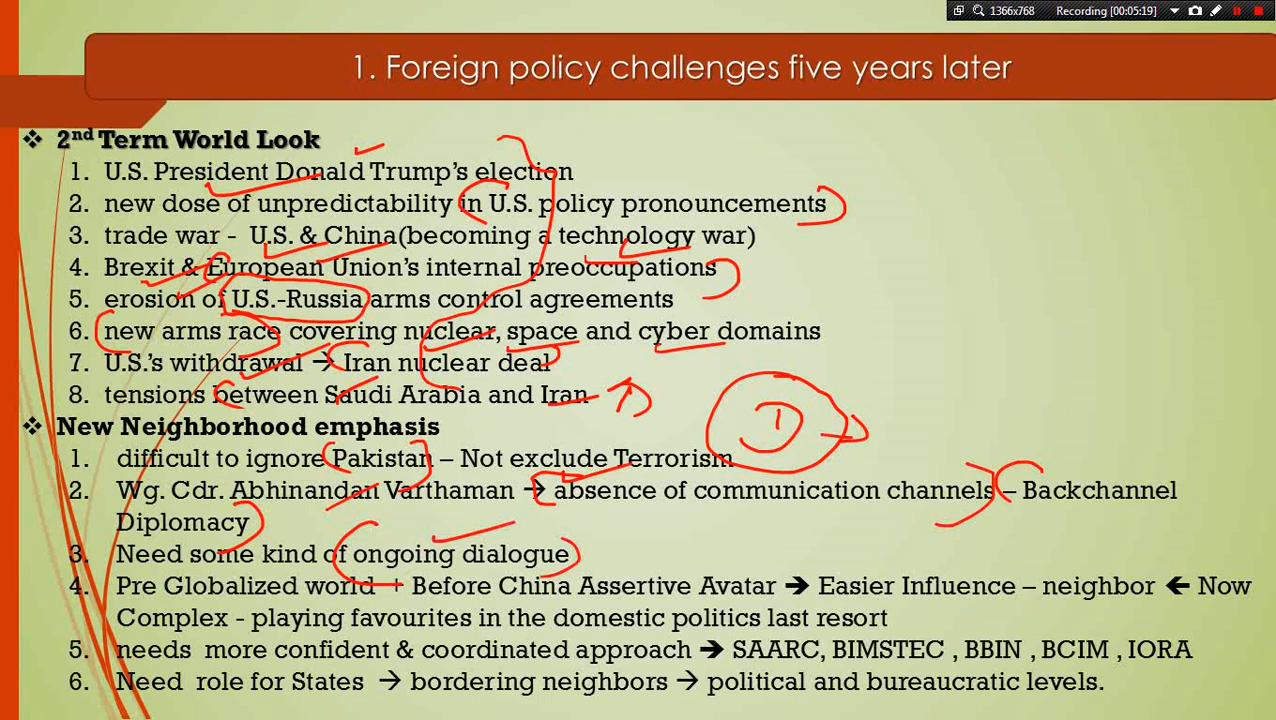 1366x768 Recording [00:05:19]
1. Foreign policy challenges five years later
❖ 2nd Term World Look
1. U.S. President Donald Trump's election
2. new dose of unpredictability in U.S. policy pronouncements
3. trade war - U.S. & China(becoming a technology war)
4. Brexit & European Union's internal preoccupations
5. erosion of U.S.-Russia arms control agreements
6. new arms race covering nuclear, space and cyber domains
7. U.S.'s withdrawal → Iran nuclear deal
8. tensions between Saudi Arabia and Iran
❖ New Neighborhood emphasis
1. difficult to ignore Pakistan – Not exclude Terrorism
2. Wg. Cdr. Abhinandan Varthaman → absence of communication channels – Backchannel
Diplomacy
3. Need some kind of ongoing dialogue
4. Pre Globalized world + Before China Assertive Avatar → Easier Influence – neighbor ← Now
Complex - playing favourites in the domestic politics last resort
5. needs more confident & coordinated approach → SAARC, BIMSTEC , BBIN , BCIM , IORA
6. Need role for States → bordering neighbors → political and bureaucratic levels.